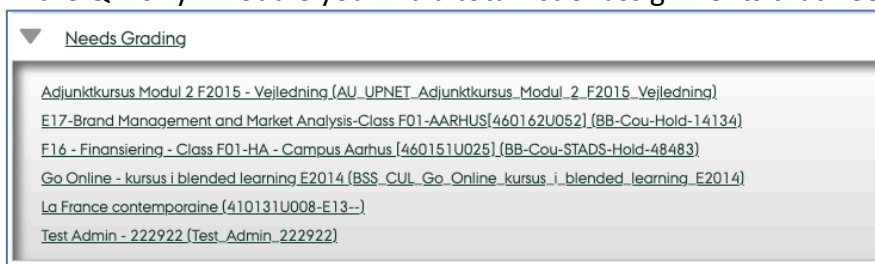 Needs Grading
Adjunktkursus Modul 2 F2015 - Vejledning (AU_UPNET_Adjunktkursus_Modul_2_F2015_Vejledning)
E17-Brand Management and Market Analysis-Class F01-AARHUS[460162U052] (BB-Cou-Hold-14134)
F16 - Finansiering - Class F01-HA - Campus Aarhus [460151U025] (BB-Cou-STADS-Hold-48483)
Go Online - kursus i blended learning E2014 (BSS_CUL_Go_Online_kursus_i_blended_learning_E2014)
La France contemporaine (410131U008-E13--)
Test Admin - 222922 (Test_Admin_222922)